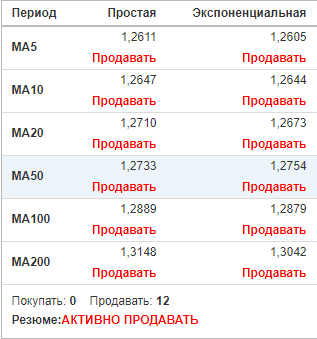 Период Простая Экспоненциальная
MA5 1,2611 1,2605
Продавать Продавать
MA10 1,2647 1,2644
Продавать Продавать
MA20 1,2710 1,2673
Продавать Продавать
MA50 1,2733 1,2754
Продавать Продавать
MA100 1,2889 1,2879
Продавать Продавать
MA200 1,3148 1,3042
Продавать Продавать
Покупать: 0 Продавать: 12
Резюме:АКТИВНО ПРОДАВАТЬ